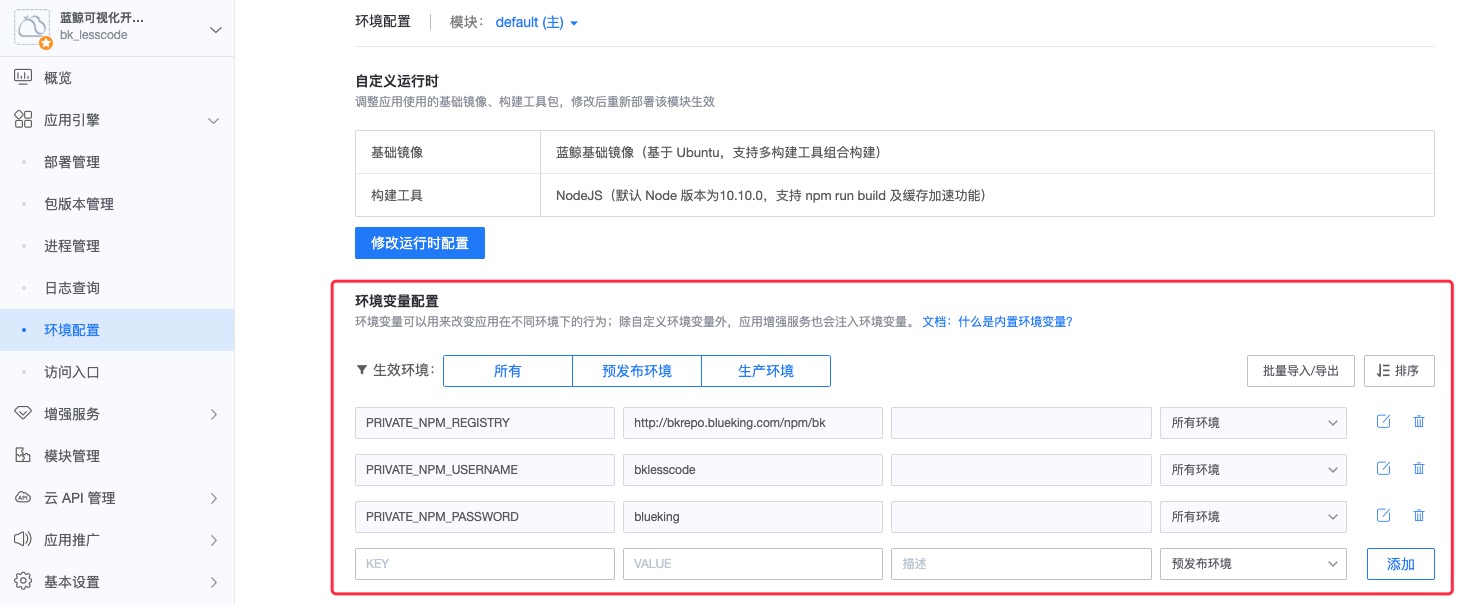 蓝鲸可视化开...
bk_lesscode
概览
应用引擎
部署管理
包版本管理
进程管理
日志查询
环境配置
访问入口
增强服务
模块管理
云 API 管理
应用推广
基本设置
环境配置 模块: default (主)
自定义运行时
调整应用使用的基础镜像、构建工具包，修改后重新部署该模块生效
基础镜像 蓝鲸基础镜像（基于 Ubuntu，支持多构建工具组合构建）
构建工具 NodeJS（默认 Node 版本为10.10.0，支持 npm run build 及缓存加速功能）
修改运行时配置
环境变量配置
环境变量可以用来改变应用在不同环境下的行为；除自定义环境变量外，应用增强服务也会注入环境变量。 文档：什么是内置环境变量?
生效环境: 所有 预发布环境 生产环境 批量导入/导出 排序
PRIVATE_NPM_REGISTRY http://bkrepo.blueking.com/npm/bk 所有环境
PRIVATE_NPM_USERNAME bklesscode 所有环境
PRIVATE_NPM_PASSWORD blueking 所有环境
KEY VALUE 描述 预发布环境 添加